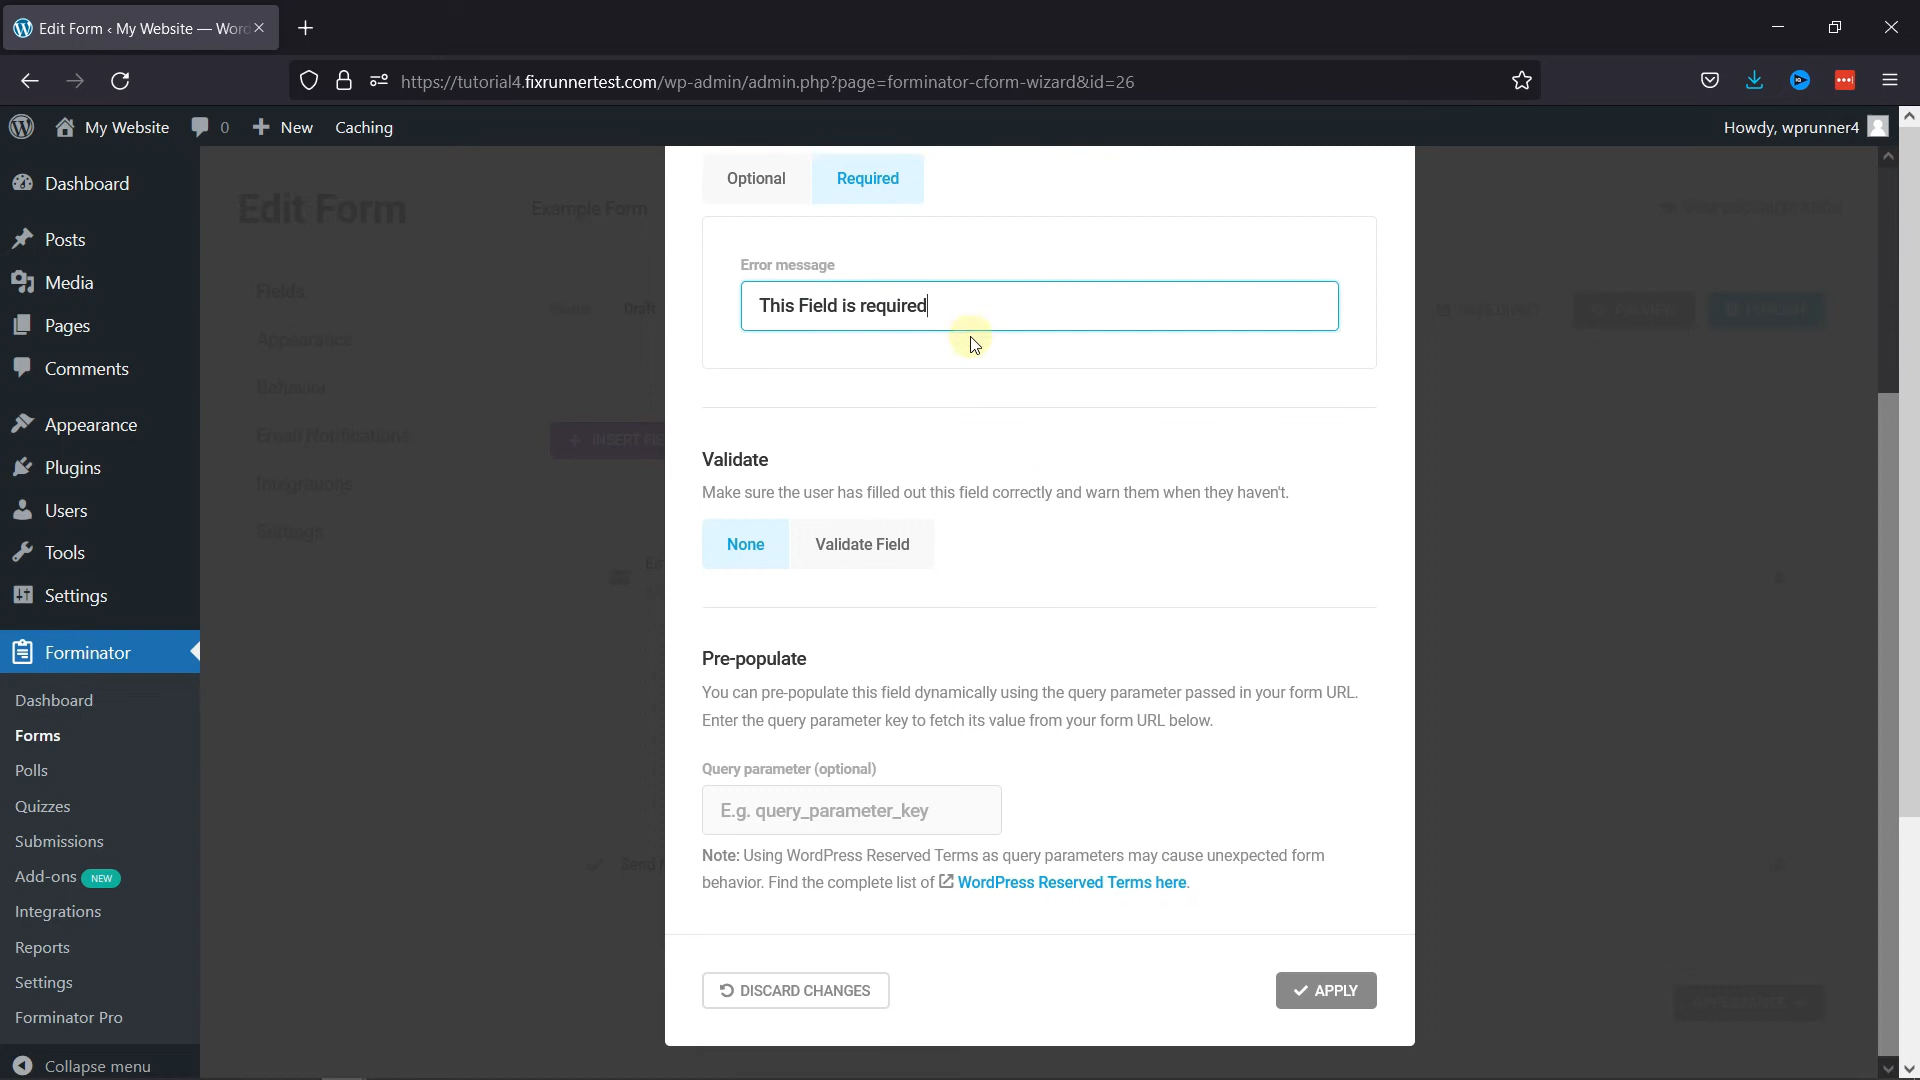 Edit Form ‹ My Website — Word
https://tutorial4.fixrunnertest.com/wp-admin/admin.php?page=forminator-cform-wizard&id=26
My Website 0 New Caching Howdy, wprunner4
Dashboard
Posts
Media
Pages
Comments
Appearance
Plugins
Users
Tools
Settings
Forminator
Dashboard
Forms
Polls
Quizzes
Submissions
Add-ons NEW
Integrations
Reports
Settings
Forminator Pro
Collapse menu
Edit Form
Example Form
Fields
Appearance
Behavior
Email Notifications
Integrations
Settings
Draft
INSERT FIE
PREVIEW
PUBLISH
Optional Required
Error message
This Field is required
Validate
Make sure the user has filled out this field correctly and warn them when they haven't.
None Validate Field
Pre-populate
You can pre-populate this field dynamically using the query parameter passed in your form URL.
Enter the query parameter key to fetch its value from your form URL below.
Query parameter (optional)
E.g. query_parameter_key
Note: Using WordPress Reserved Terms as query parameters may cause unexpected form
behavior. Find the complete list of WordPress Reserved Terms here.
DISCARD CHANGES APPLY